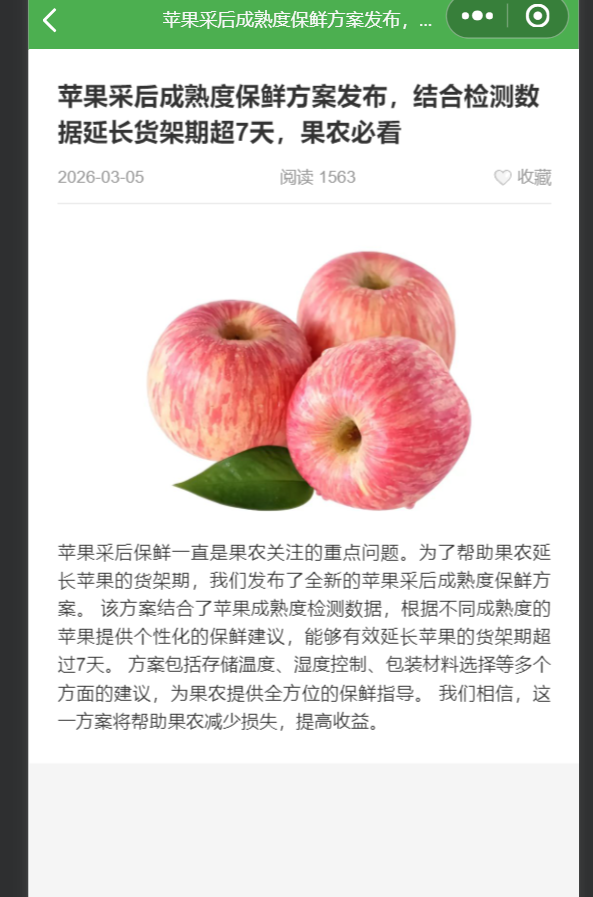 苹果采后成熟度保鲜方案发布，...
苹果采后成熟度保鲜方案发布，结合检测数
据延长货架期超7天，果农必看
2026-03-05 阅读 1563 收藏
苹果采后保鲜一直是果农关注的重点问题。为了帮助果农延
长苹果的货架期，我们发布了全新的苹果采后成熟度保鲜方
案。 该方案结合了苹果成熟度检测数据，根据不同成熟度的
苹果提供个性化的保鲜建议，能够有效延长苹果的货架期超
过7天。 方案包括存储温度、湿度控制、包装材料选择等多个
方面的建议，为果农提供全方位的保鲜指导。 我们相信，这
一方案将帮助果农减少损失，提高收益。